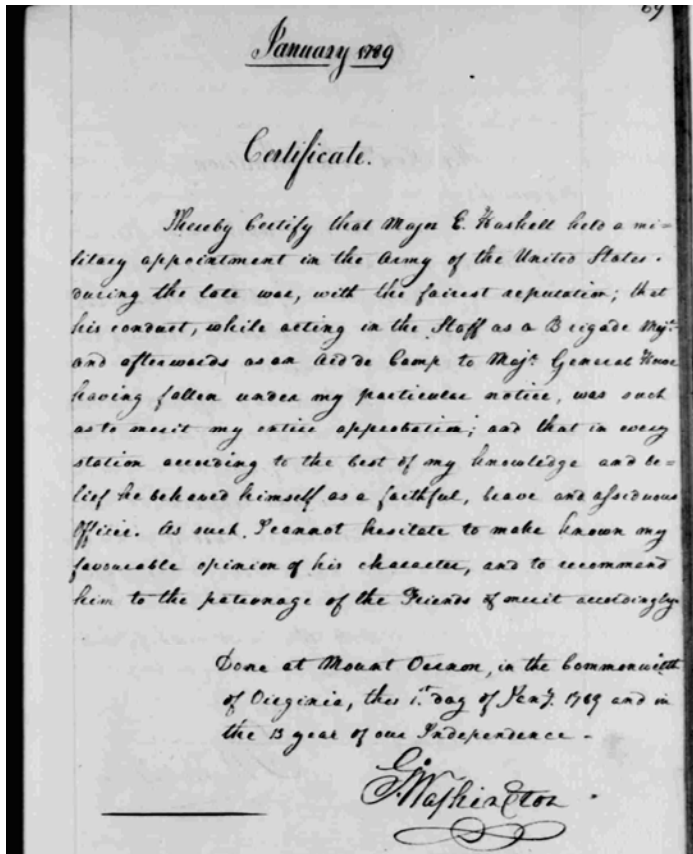 69
January 1789
Certificate.
I hereby Certify that Major E. Haskell held a mi=
litary appointment in the Army of the United States.
during the late war, with the fairest reputation; that
his conduct, while acting in the Staff as a Brigade Majr.
and afterwards as an Aid de Camp to Majr. General Howe
having fallen under my particular notice, was such
as to merit my entire approbation; and that in every
station according to the best of my knowledge and be=
lief he behaved himself as a faithful, brave and assiduous
Officer. As such I cannot hesitate to make known my
favourable opinion of his character, and to recommend
him to the patronage of the Friends of merit accordingly.
Done at Mount Vernon, in the Commonwealth
of Virginia, this 1st. day of Jany. 1789 and in
the 13 year of our Independence.
G. Washington